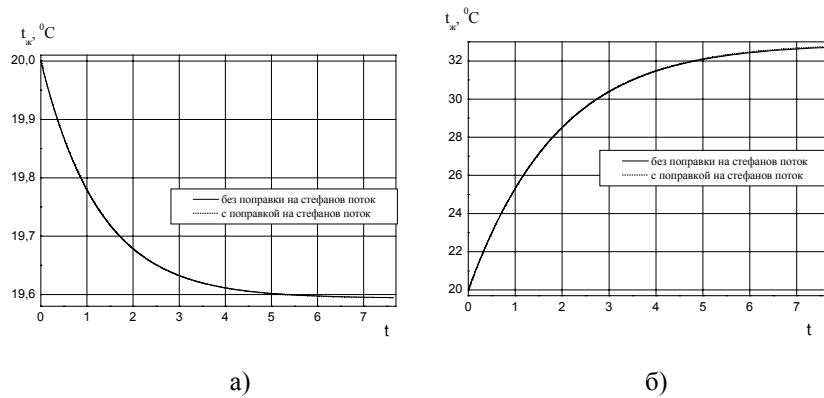 t_ж, ⁰C
20,0
19,9
19,8
19,7
19,6
0 1 2 3 4 5 6 7
t
без поправки на стефанов поток
с поправкой на стефанов поток
а)
t_ж, ⁰C
32
30
28
26
24
22
20
0 1 2 3 4 5 6 7
t
без поправки на стефанов поток
с поправкой на стефанов поток
б)